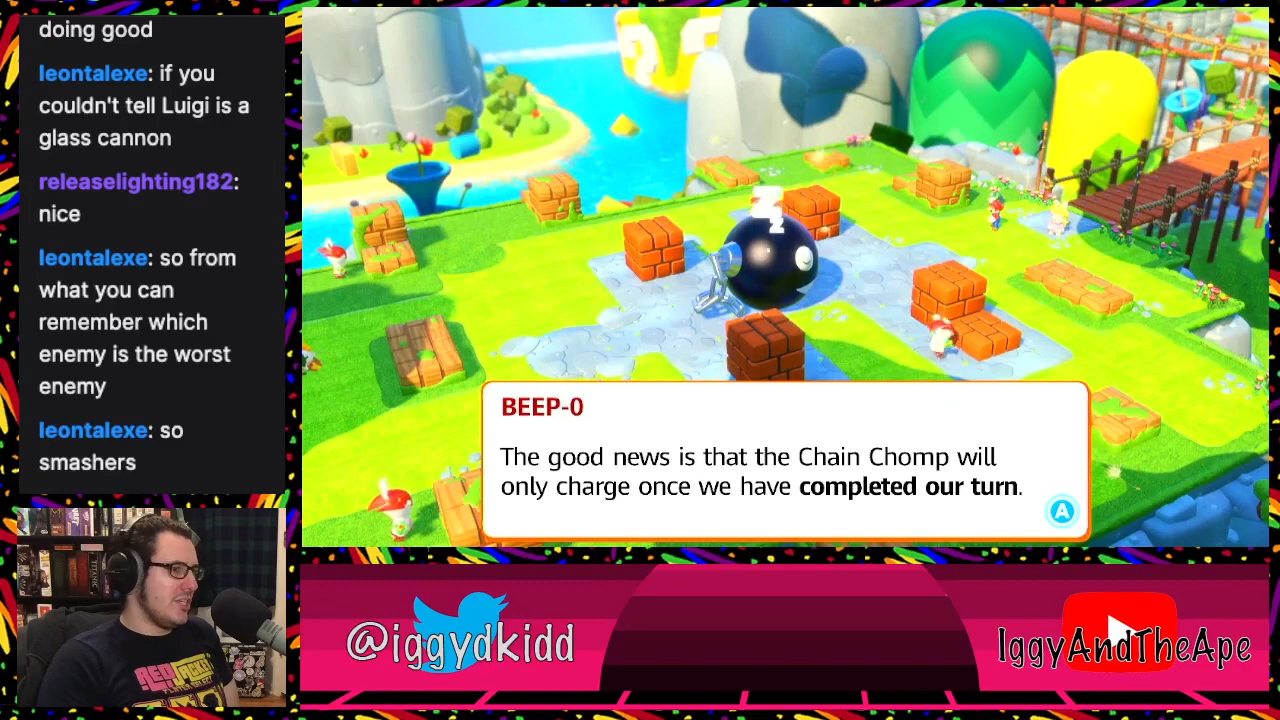 doing good
leontalexe: if you
couldn't tell Luigi is a
glass cannon
releaselighting182:
nice
leontalexe: so from
what you can
remember which
enemy is the worst
enemy
leontalexe: so
smashers
Z
Z
BEEP-0
The good news is that the Chain Chomp will
only charge once we have completed our turn.
A
TITANIC
RED
@iggydkidd
IggyAndTheApe